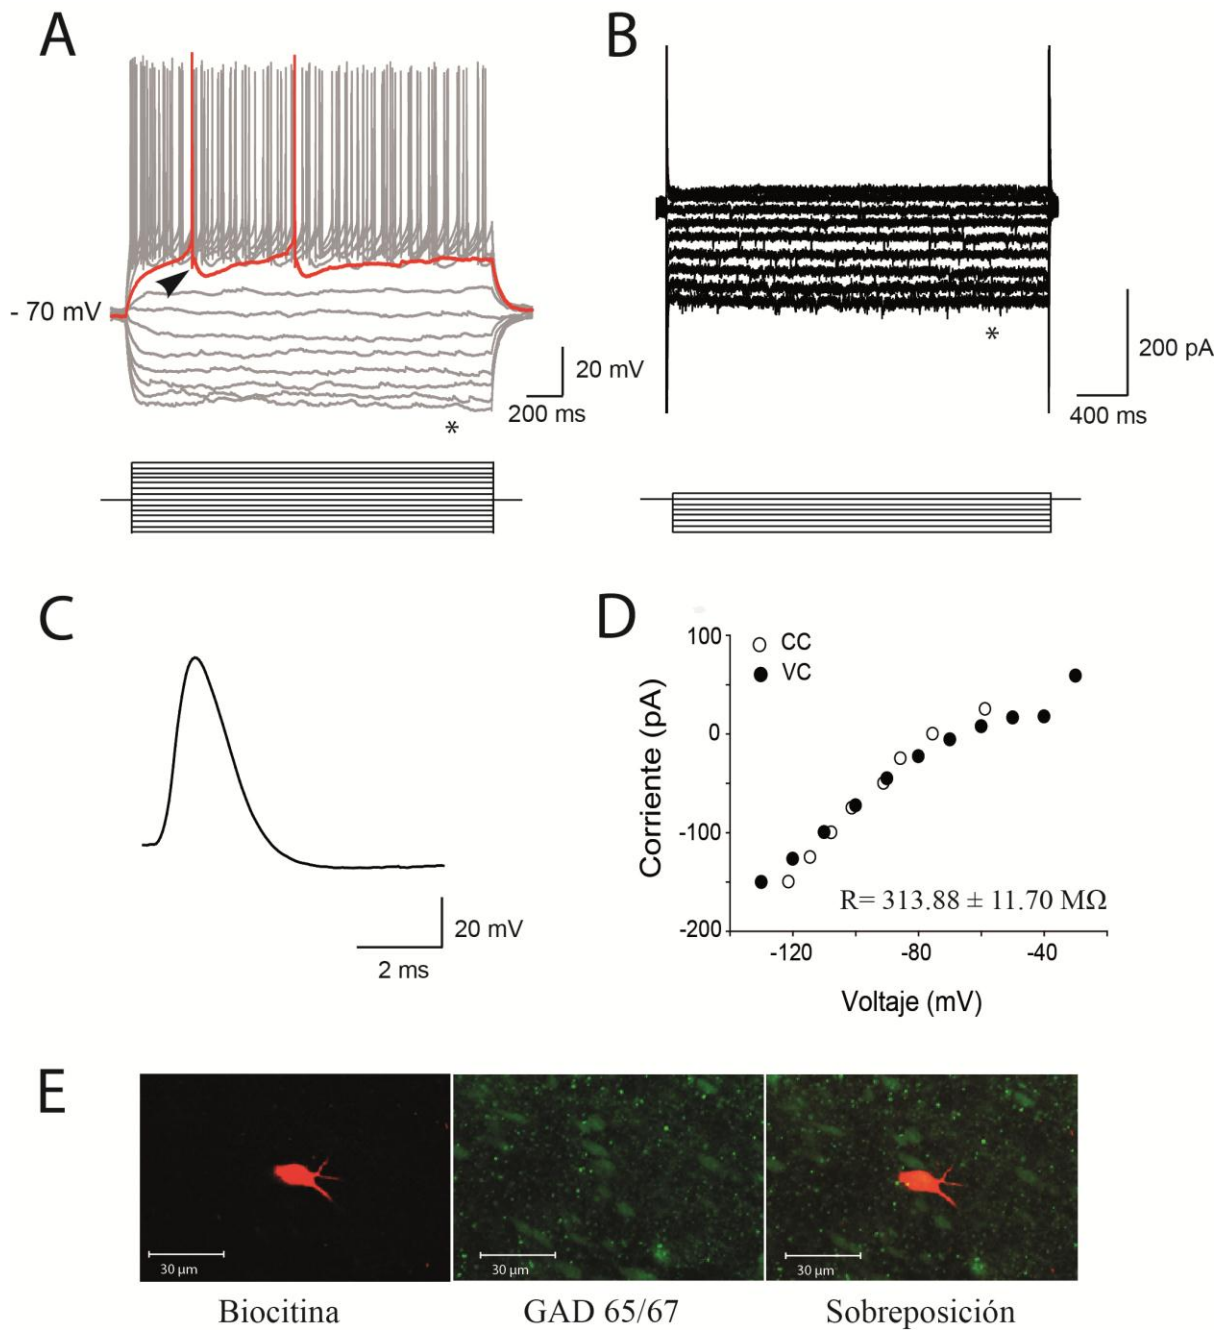 A
B
- 70 mV
20 mV
200 ms
*
200 pA
400 ms
*
C
20 mV
2 ms
D
CC
VC
100
0
-100
-200
Corriente (pA)
R= 313.88 ± 11.70 MΩ
-120
-80
-40
Voltaje (mV)
E
30 µm
30 µm
30 µm
Biocitina
GAD 65/67
Sobreposición